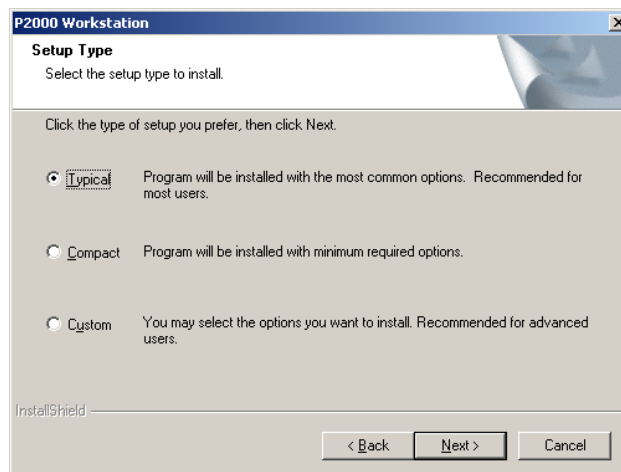 P2000 Workstation
Setup Type
Select the setup type to install.
Click the type of setup you prefer, then click Next.
Typical
Program will be installed with the most common options. Recommended for
most users.
Compact
Program will be installed with minimum required options.
Custom
You may select the options you want to install. Recommended for advanced
users.
InstallShield
< Back
Next >
Cancel